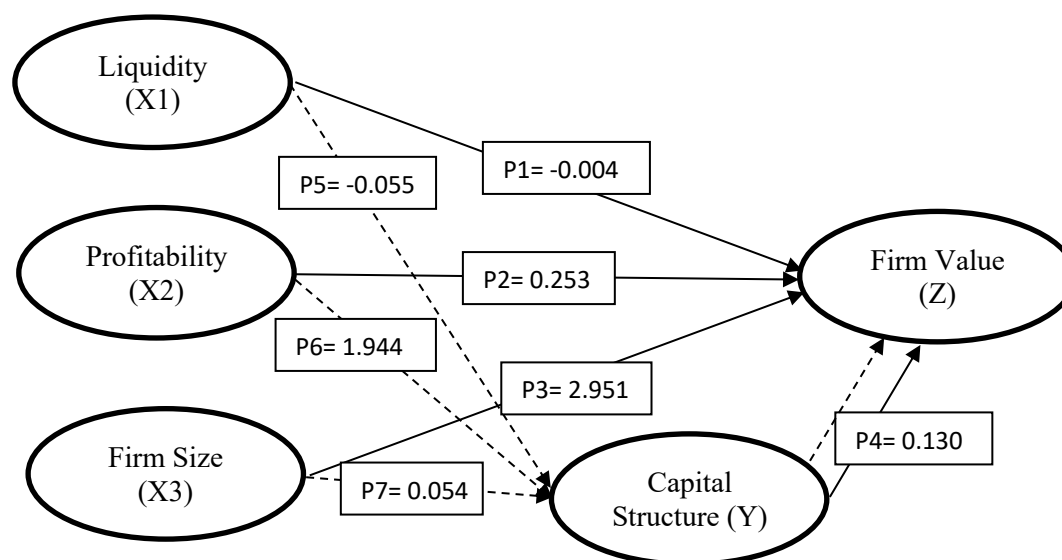 Liquidity
(X1)
P5= -0.055
P1= -0.004
Profitability
(X2)
P2= 0.253
Firm Value
(Z)
P6= 1.944
P3= 2.951
Firm Size
(X3)
P7= 0.054
Capital
Structure (Y)
P4= 0.130